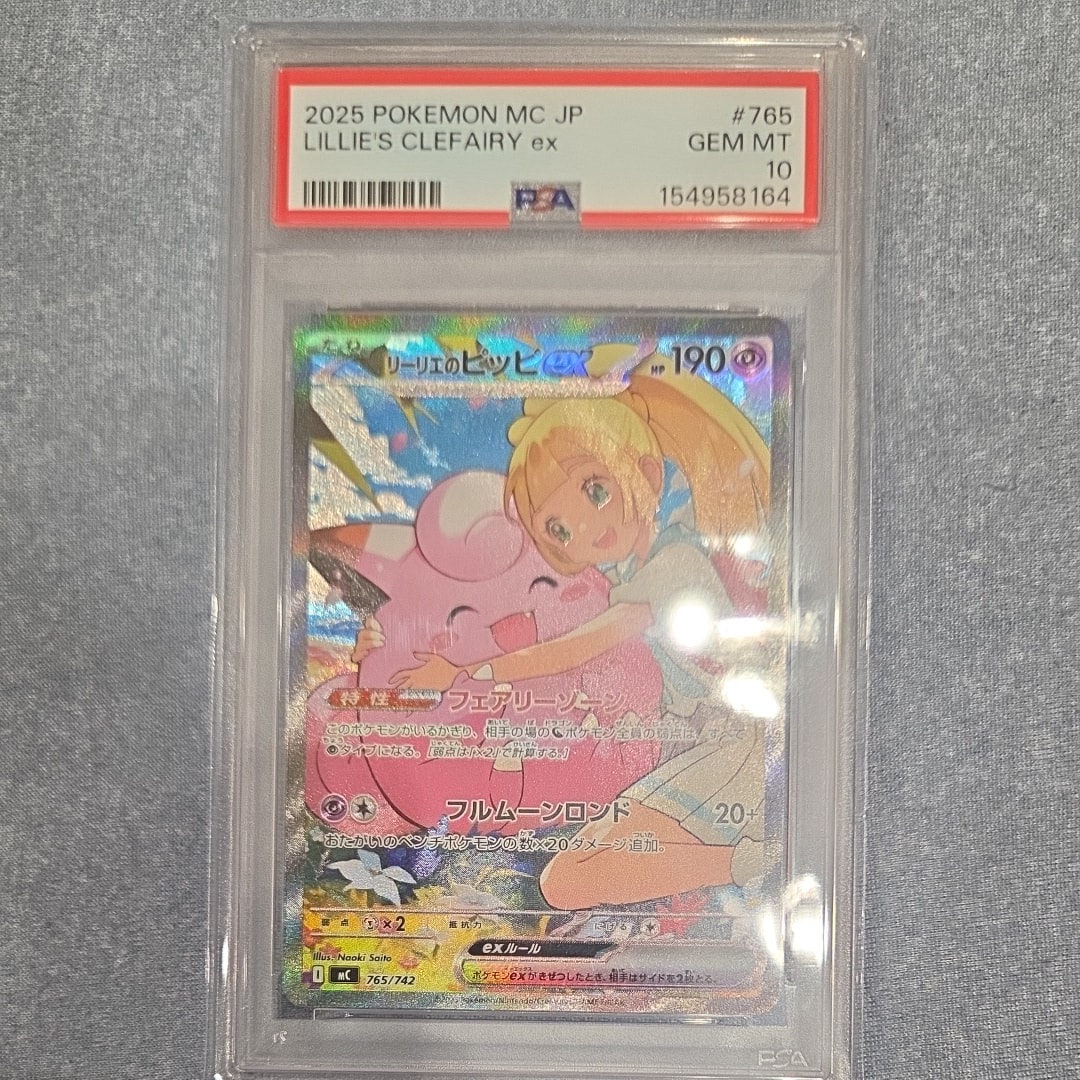 2025 POKEMON MC JP #765
LILLIE'S CLEFAIRY ex GEM MT
10
PSA 154958164
たね リーリエのピッピex HP 190
特性 フェアリーゾーン
このポケモンがいるかぎり、相手の場のポケモン全員の弱点は、すべて
タイプになる。[弱点は「×2」で計算する。]
フルムーンロンド 20+
おたがいのベンチポケモンの数×20ダメージ追加。
弱点 ×2 抵抗力 にげる
exルール
Illus. Naoki Saito
ポケモンexがきぜつしたとき、相手はサイドを2枚とる。
MC 765/742
PSA